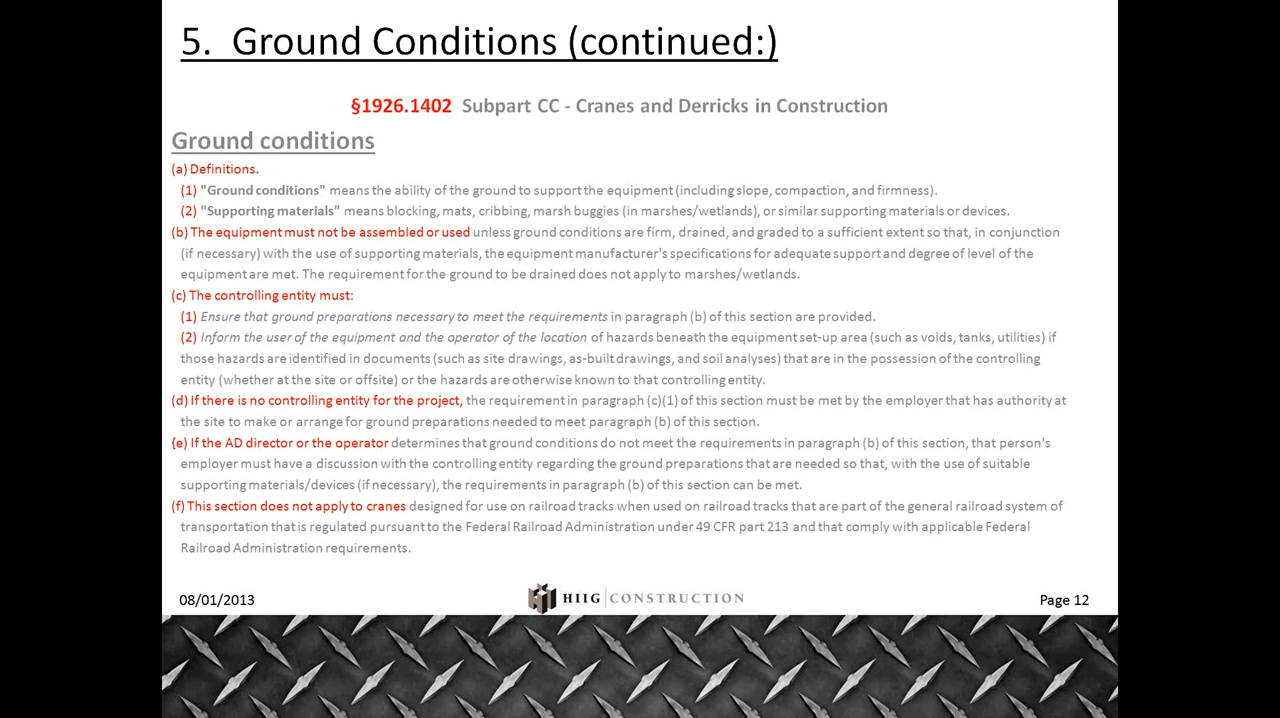 5. Ground Conditions (continued:)
§1926.1402 Subpart CC - Cranes and Derricks in Construction
Ground conditions
(a) Definitions.
(1) "Ground conditions" means the ability of the ground to support the equipment (including slope, compaction, and firmness).
(2) "Supporting materials" means blocking, mats, cribbing, marsh buggies (in marshes/wetlands), or similar supporting materials or devices.
(b) The equipment must not be assembled or used unless ground conditions are firm, drained, and graded to a sufficient extent so that, in conjunction
(if necessary) with the use of supporting materials, the equipment manufacturer's specifications for adequate support and degree of level of the
equipment are met. The requirement for the ground to be drained does not apply to marshes/wetlands.
(c) The controlling entity must:
(1) Ensure that ground preparations necessary to meet the requirements in paragraph (b) of this section are provided.
(2) Inform the user of the equipment and the operator of the location of hazards beneath the equipment set-up area (such as voids, tanks, utilities) if
those hazards are identified in documents (such as site drawings, as-built drawings, and soil analyses) that are in the possession of the controlling
entity (whether at the site or offsite) or the hazards are otherwise known to that controlling entity.
(d) If there is no controlling entity for the project, the requirement in paragraph (c)(1) of this section must be met by the employer that has authority at
the site to make or arrange for ground preparations needed to meet paragraph (b) of this section.
{e) If the AD director or the operator determines that ground conditions do not meet the requirements in paragraph (b) of this section, that person's
employer must have a discussion with the controlling entity regarding the ground preparations that are needed so that, with the use of suitable
supporting materials/devices (if necessary), the requirements in paragraph (b) of this section can be met.
(f) This section does not apply to cranes designed for use on railroad tracks when used on railroad tracks that are part of the general railroad system of
transportation that is regulated pursuant to the Federal Railroad Administration under 49 CFR part 213 and that comply with applicable Federal
Railroad Administration requirements.
08/01/2013
HIIG CONSTRUCTION
Page 12